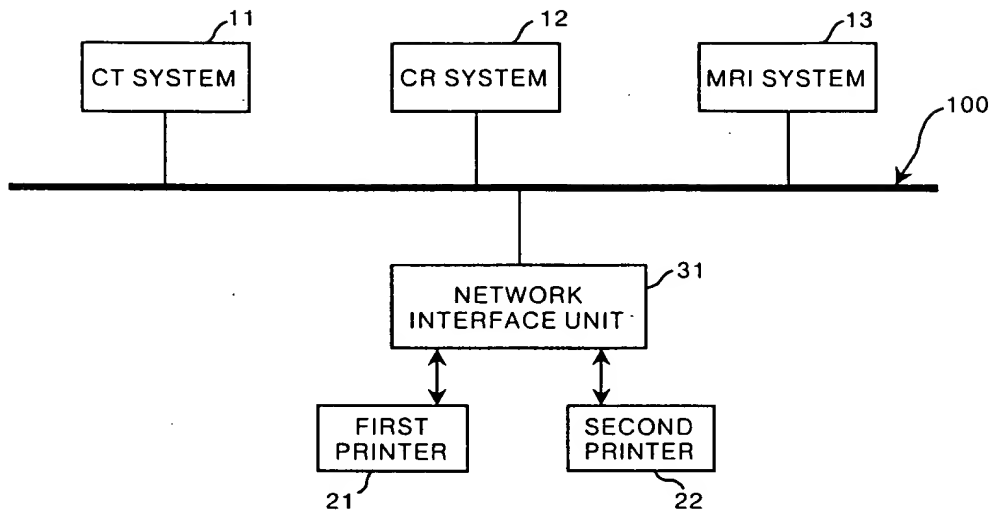 11
12
13
CT SYSTEM
CR SYSTEM
MRI SYSTEM
100
31
NETWORK
INTERFACE UNIT
FIRST
PRINTER
SECOND
PRINTER
21
22